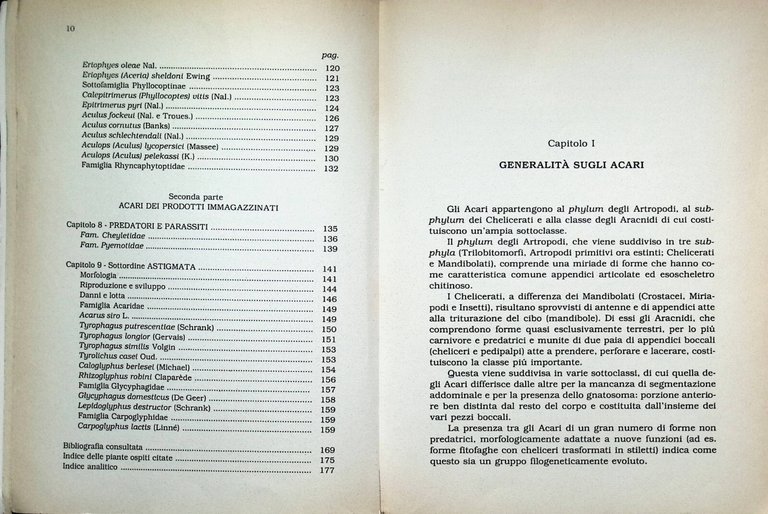 10
pag.
Eriophyes oleae Nal. ........ 120
Eriophyes (Aceria) sheldoni Ewing ........ 121
Sottofamiglia Phyllocoptinae ........ 123
Calepitrimerus (Phyllocoptes) vitis (Nal.) ........ 123
Epitrimerus pyri (Nal.) ........ 124
Aculus fockeui (Nal. e Troues.) ........ 126
Aculus cornutus (Banks) ........ 127
Aculus schlechtendali (Nal.) ........ 129
Aculops (Aculus) lycopersici (Massee) ........ 129
Aculops (Aculus) pelekassi (K.) ........ 130
Famiglia Rhyncaphytoptidae ........ 132
Seconda parte
ACARI DEI PRODOTTI IMMAGAZZINATI
Capitolo 8 - PREDATORI E PARASSITI ........ 135
Fam. Cheyletidae ........ 136
Fam. Pyemotidae ........ 139
Capitolo 9 - Sottordine ASTIGMATA ........ 141
Morfologia ........ 141
Riproduzione e sviluppo ........ 144
Danni e lotta ........ 146
Famiglia Acaridae ........ 149
Acarus siro L. ........ 149
Tyrophagus putrescentiae (Schrank) ........ 150
Tyrophagus longior (Gervais) ........ 151
Tyrophagus similis Volgin ........ 153
Tyrolichus casei Oud. ........ 153
Caloglyphus berlesei (Michael) ........ 154
Rhizoglyphus robini Claparède ........ 156
Famiglia Glycyphagidae ........ 157
Glycyphagus domesticus (De Geer) ........ 158
Lepidoglyphus destructor (Schrank) ........ 159
Famiglia Carpoglyphidae ........ 159
Carpoglyphus lactis (Linné) ........ 159
Bibliografia consultata ........ 169
Indice delle piante ospiti citate ........ 175
Indice analitico ........ 177
Capitolo I
GENERALITÀ SUGLI ACARI
Gli Acari appartengono al phylum degli Artropodi, al sub-
phylum dei Chelicerati e alla classe degli Aracnidi di cui costi-
tuiscono un'ampia sottoclasse.
Il phylum degli Artropodi, che viene suddiviso in tre sub-
phyla (Trilobitomorfi, Artropodi primitivi ora estinti; Chelicerati
e Mandibolati), comprende una miriade di forme che hanno co-
me caratteristica comune appendici articolate ed esoscheletro
chitinoso.
I Chelicerati, a differenza dei Mandibolati (Crostacei, Miria-
podi e Insetti), risultano sprovvisti di antenne e di appendici atte
alla triturazione del cibo (mandibole). Di essi gli Aracnidi, che
comprendono forme quasi esclusivamente terrestri, per lo più
carnivore e predatrici e munite di due paia di appendici boccali
(cheliceri e pedipalpi) atte a prendere, perforare e lacerare, costi-
tuiscono la classe più importante.
Questa viene suddivisa in varie sottoclassi, di cui quella de-
gli Acari differisce dalle altre per la mancanza di segmentazione
addominale e per la presenza dello gnatosoma: porzione anterio-
re ben distinta dal resto del corpo e costituita dall'insieme dei
vari pezzi boccali.
La presenza tra gli Acari di un gran numero di forme non
predatrici, morfologicamente adattate a nuove funzioni (ad es.
forme fitofaghe con cheliceri trasformati in stiletti) indica come
questo sia un gruppo filogeneticamente evoluto.